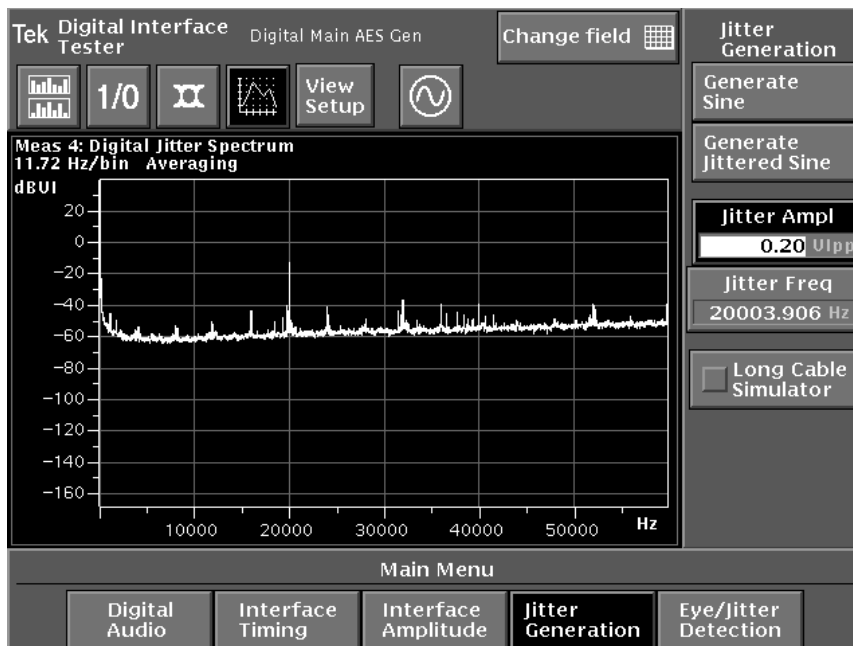 Tek Digital Interface Tester
Digital Main AES Gen
Change field
1/0
View
Setup
Meas 4: Digital Jitter Spectrum
11.72 Hz/bin Averaging
dBUI
20
0
−20
−40
−60
−80
−100
−120
−140
−160
10000 20000 30000 40000 50000 Hz
Jitter
Generation
Generate
Sine
Generate
Jittered Sine
Jitter Ampl
0.20 UIpp
Jitter Freq
20003.906 Hz
Long Cable
Simulator
Main Menu
Digital
Audio
Interface
Timing
Interface
Amplitude
Jitter
Generation
Eye/Jitter
Detection